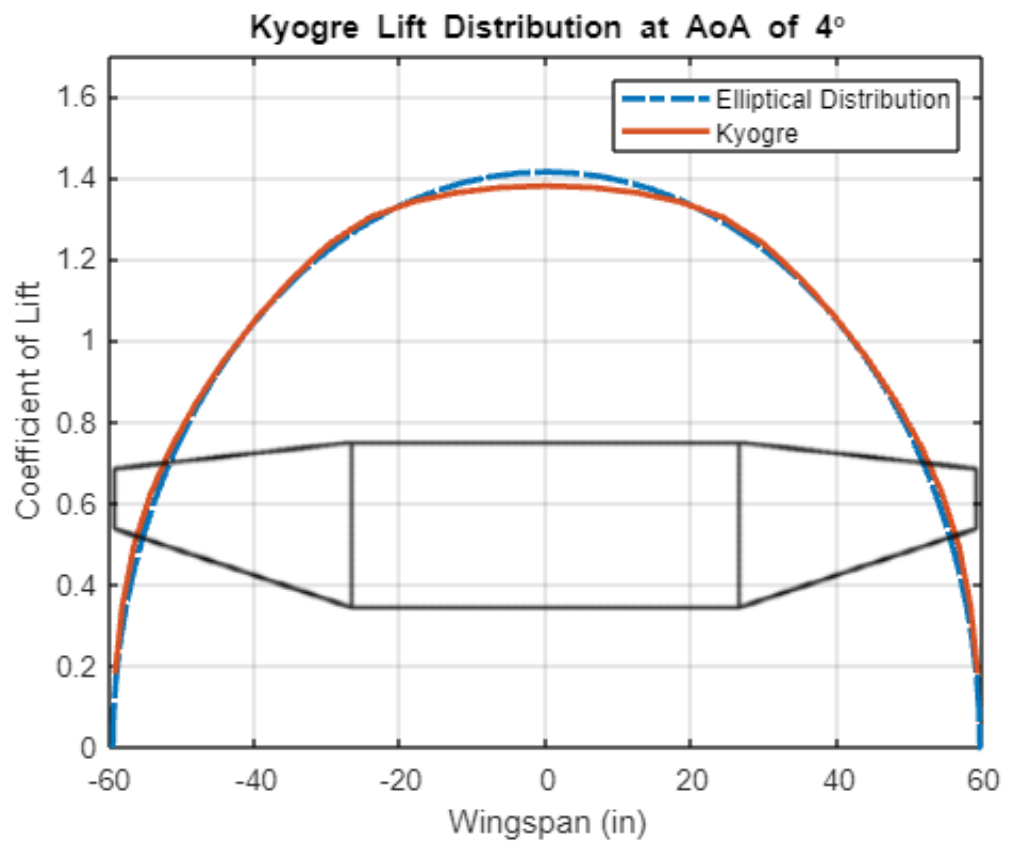 Kyogre Lift Distribution at AoA of 4°
Elliptical Distribution
Kyogre
Coefficient of Lift
1.6
1.4
1.2
1
0.8
0.6
0.4
0.2
0
-60 -40 -20 0 20 40 60
Wingspan (in)